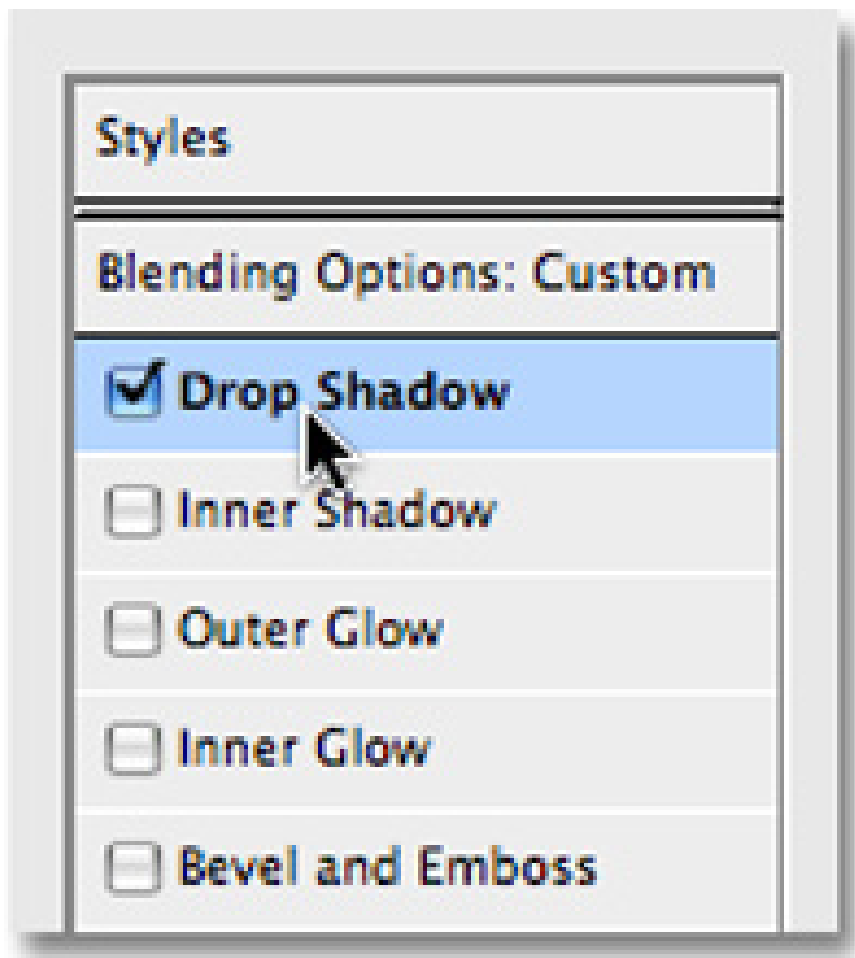 Styles
Blending Options: Custom
Drop Shadow
Inner Shadow
Outer Glow
Inner Glow
Bevel and Emboss